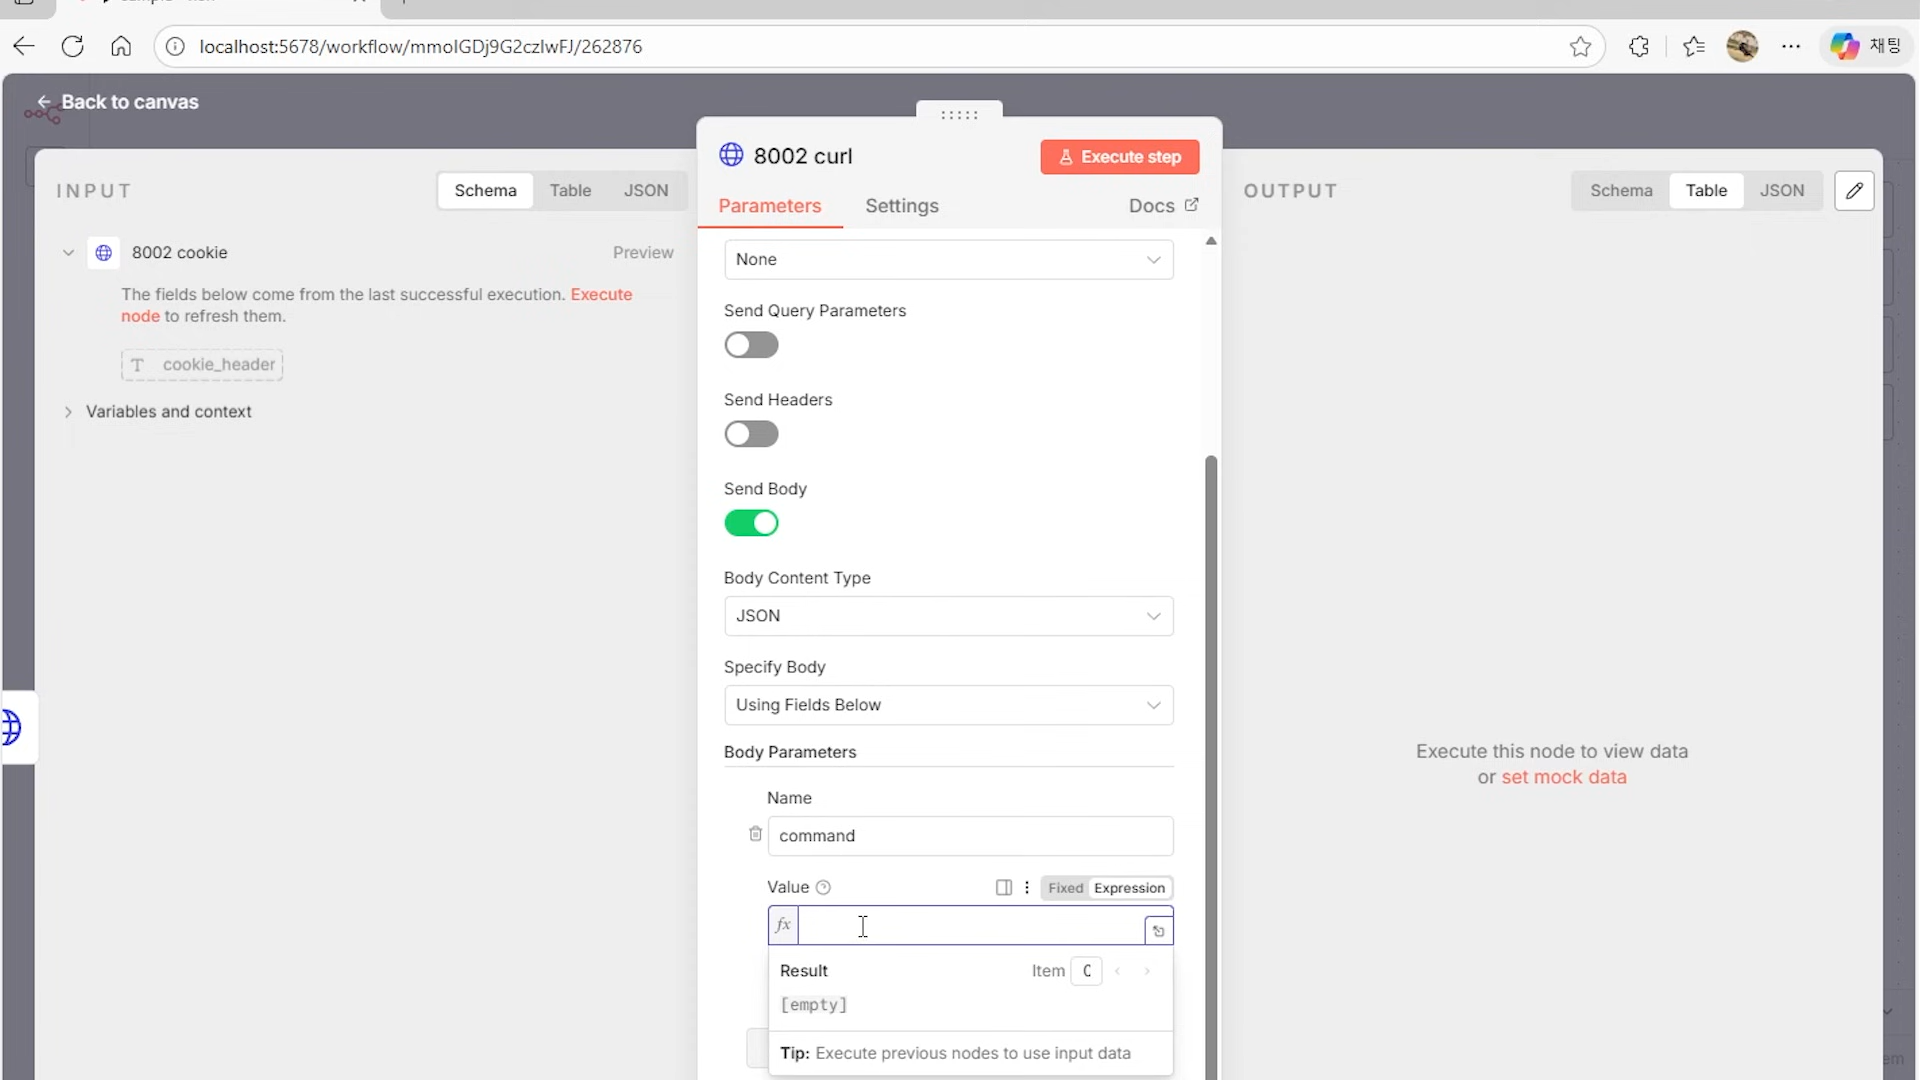 localhost:5678/workflow/mmoIGDj9G2czIwFJ/262876
채팅
Back to canvas
INPUT
Schema
Table
JSON
8002 cookie
Preview
The fields below come from the last successful execution. Execute
node to refresh them.
T cookie_header
Variables and context
8002 curl
Execute step
Parameters
Settings
Docs
None
Send Query Parameters
Send Headers
Send Body
Body Content Type
JSON
Specify Body
Using Fields Below
Body Parameters
Name
command
Value
Fixed
Expression
fx
Result
Item
[empty]
Tip: Execute previous nodes to use input data
OUTPUT
Schema
Table
JSON
Execute this node to view data
or set mock data